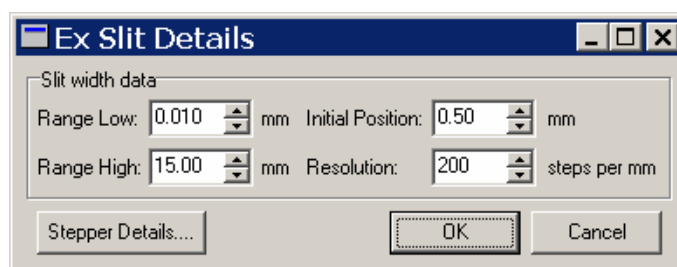 Ex Slit Details
Slit width data
Range Low: 0.010 mm Initial Position: 0.50 mm
Range High: 15.00 mm Resolution: 200 steps per mm
Stepper Details.... OK Cancel